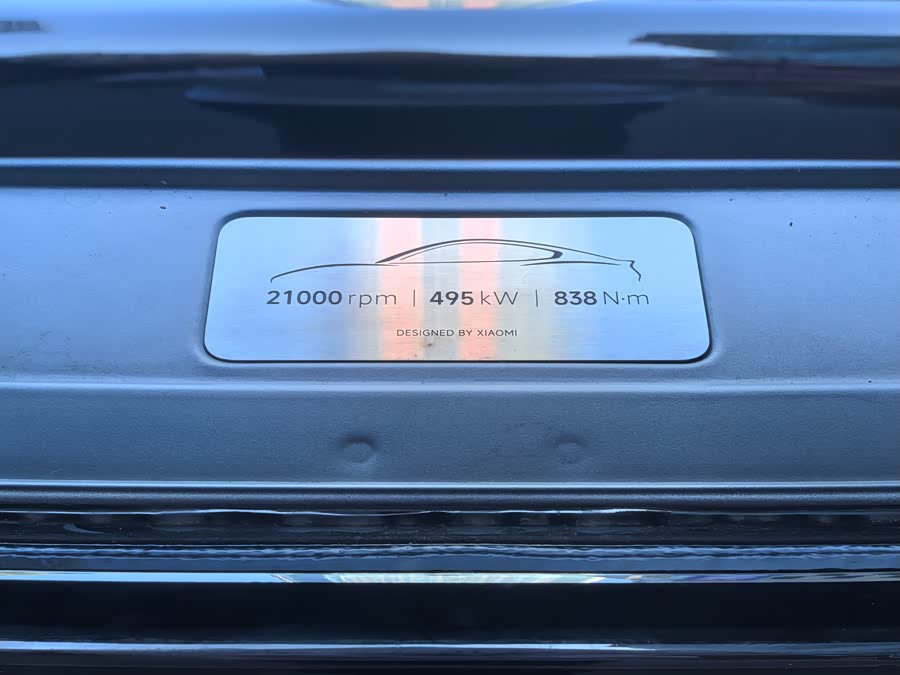 21000 rpm | 495 kW | 838 N·m
DESIGNED BY XIAOMI